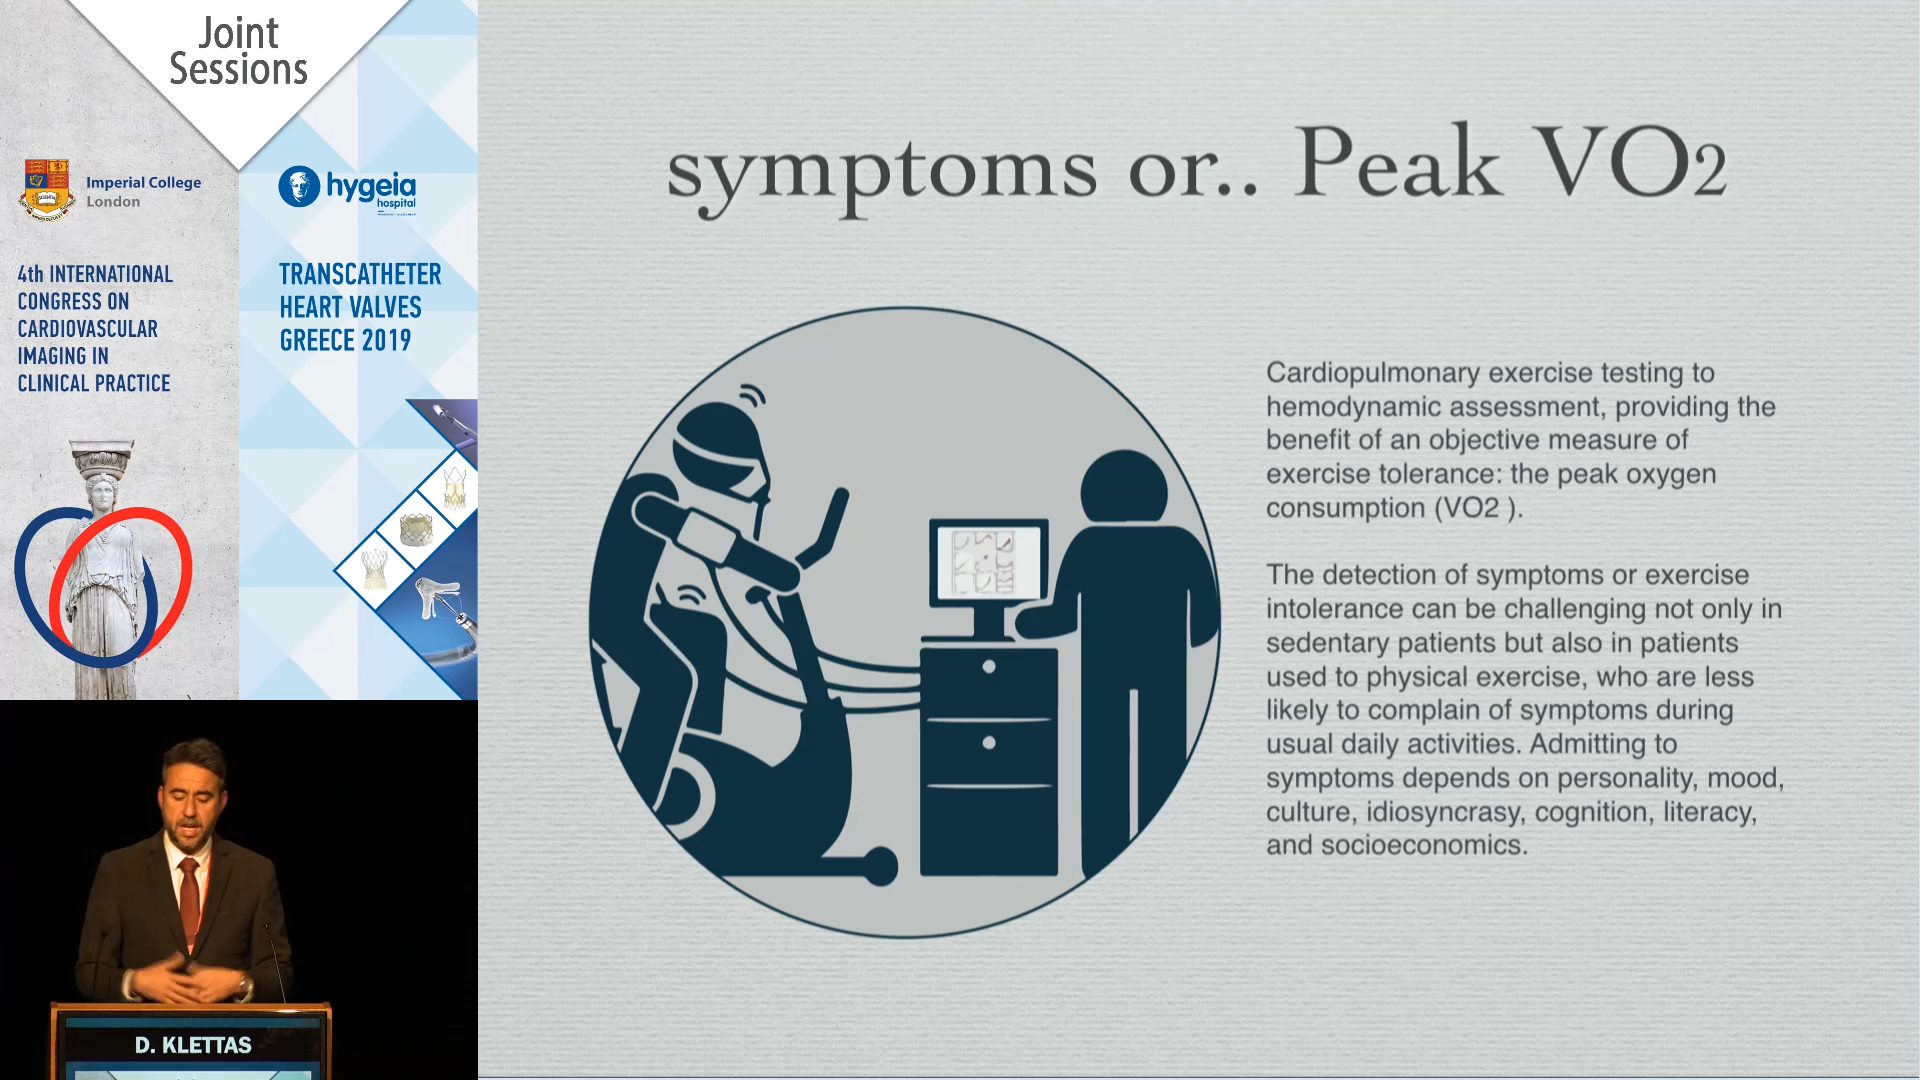 Joint
Sessions
Imperial College
London
hygeia
hospital
4th INTERNATIONAL
CONGRESS ON
CARDIOVASCULAR
IMAGING IN
CLINICAL PRACTICE
TRANSCATHETER
HEART VALVES
GREECE 2019
D. KLETTAS
symptoms or.. Peak VO2
Cardiopulmonary exercise testing to
hemodynamic assessment, providing the
benefit of an objective measure of
exercise tolerance: the peak oxygen
consumption (VO2 ).
The detection of symptoms or exercise
intolerance can be challenging not only in
sedentary patients but also in patients
used to physical exercise, who are less
likely to complain of symptoms during
usual daily activities. Admitting to
symptoms depends on personality, mood,
culture, idiosyncrasy, cognition, literacy,
and socioeconomics.